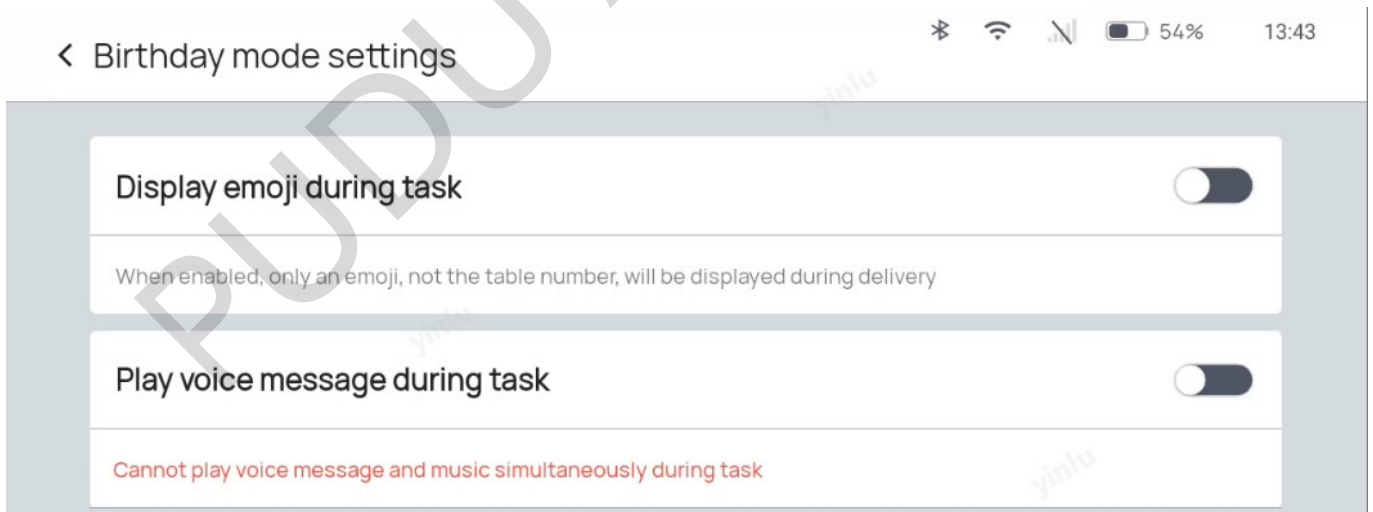 54% 13:43
Birthday mode settings
yinlu
Display emoji during task
When enabled, only an emoji, not the table number, will be displayed during delivery
yinlu
Play voice message during task
Cannot play voice message and music simultaneously during task
yinlu
PUDU